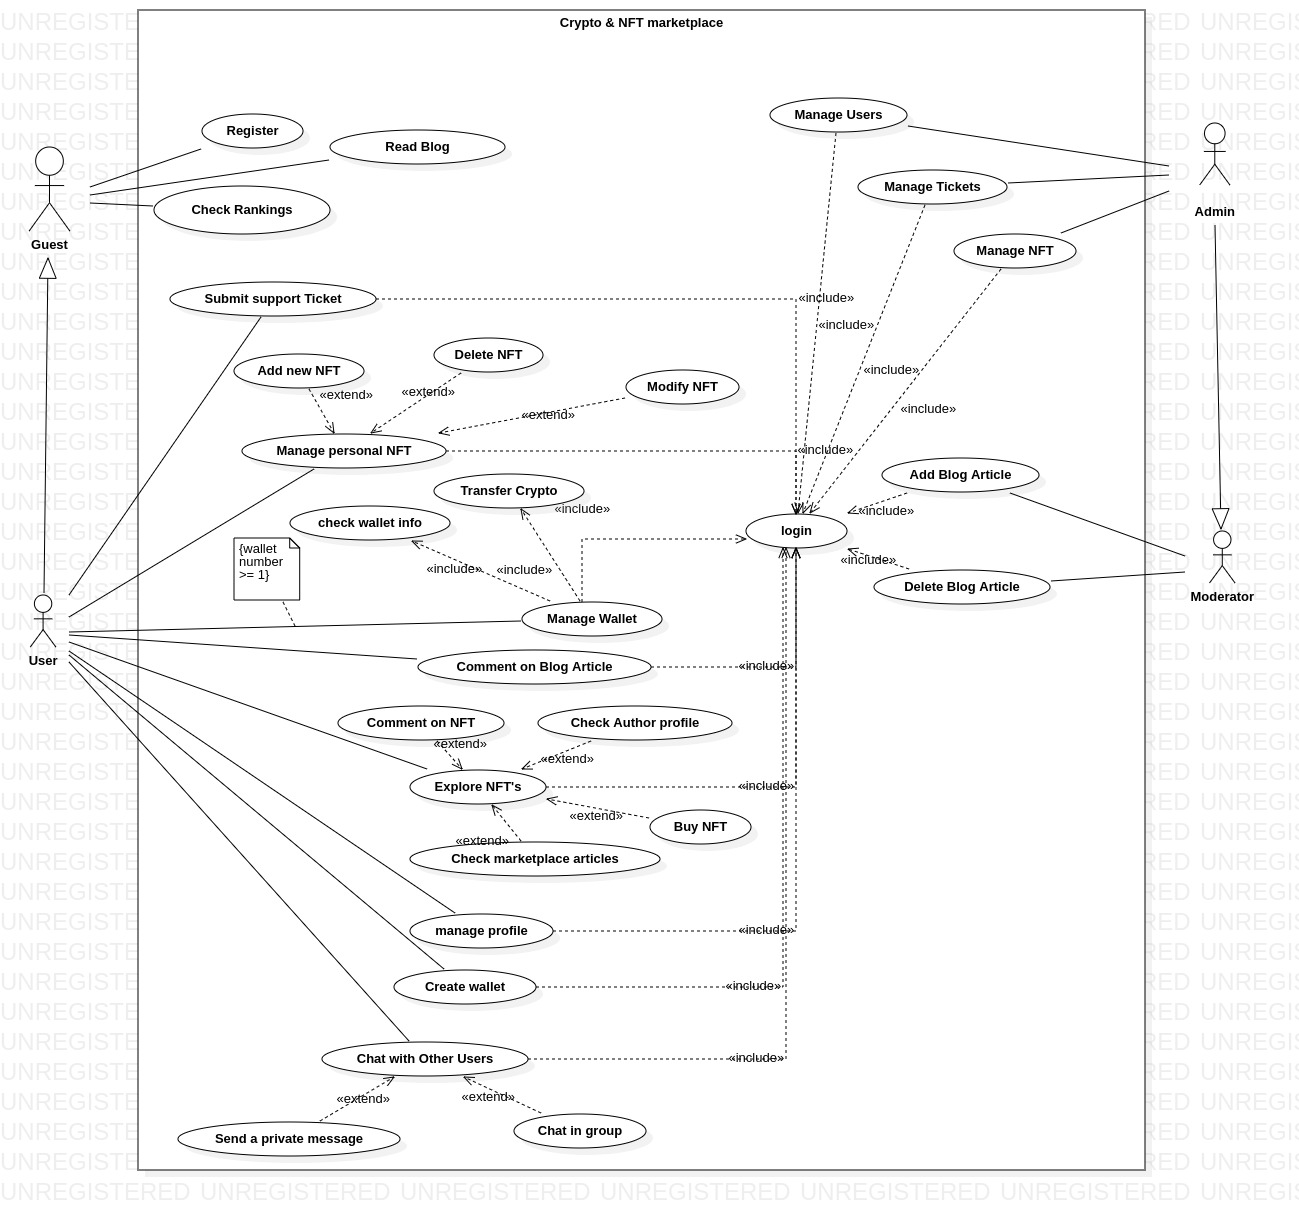 Crypto & NFT marketplace
Register
Read Blog
Check Rankings
Guest
Manage Users
Manage Tickets
Manage NFT
Admin
Submit support Ticket
«include»
«include»
«include»
«include»
Add new NFT
Delete NFT
Modify NFT
«extend»
«extend»
«extend»
Manage personal NFT
«include»
Transfer Crypto
«include»
check wallet info
{wallet
number
>= 1}
«include»
«include»
login
Add Blog Article
«include»
«include»
Delete Blog Article
Moderator
Manage Wallet
User
Comment on Blog Article
«include»
Comment on NFT
Check Author profile
«extend»
«extend»
Explore NFT's
«include»
«extend»
Buy NFT
«extend»
Check marketplace articles
manage profile
«include»
Create wallet
«include»
Chat with Other Users
«include»
«extend»
«extend»
Send a private message
Chat in group
UNREGISTERED UNREGISTERED UNREGISTERED UNREGISTERED UNREGISTERED UNREGISTERED UNREGIS